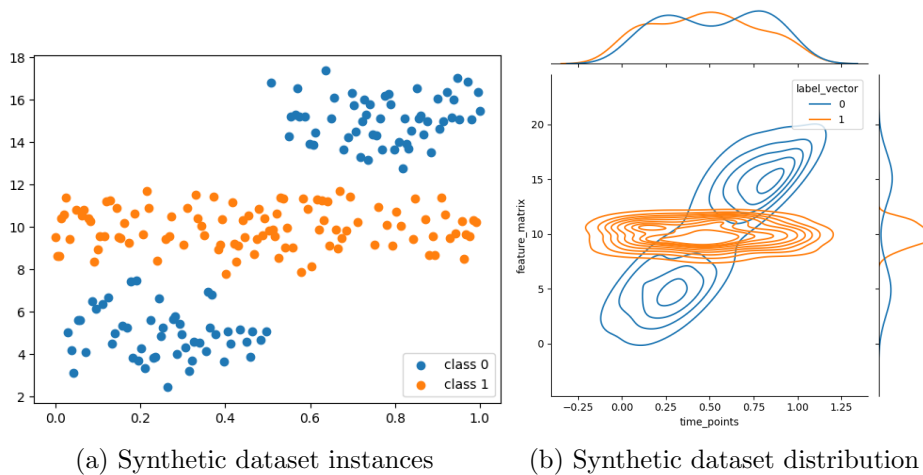 18
16
14
12
10
8
6
4
2
0.0 0.2 0.4 0.6 0.8 1.0
class 0
class 1
(a) Synthetic dataset instances
label_vector
0
1
20
15
10
5
0
feature_matrix
−0.25 0.00 0.25 0.50 0.75 1.00 1.25
time_points
(b) Synthetic dataset distribution